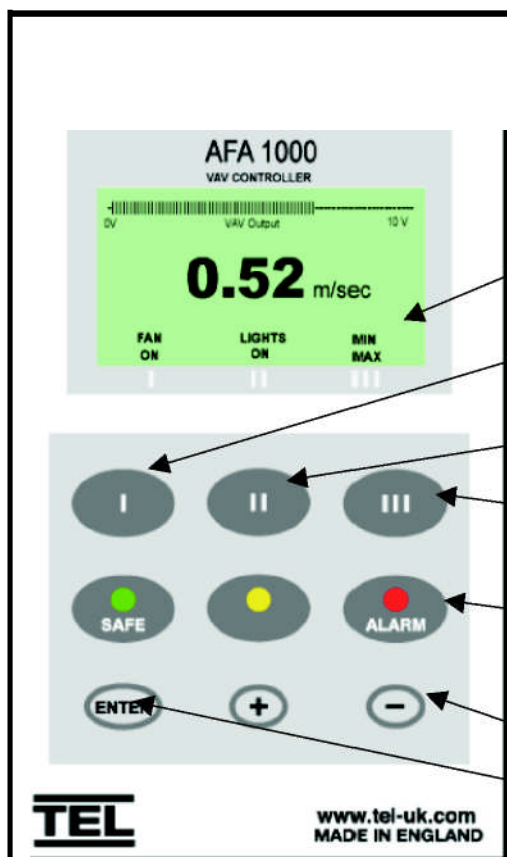 AFA 1000
VAV CONTROLLER
0V VAV Output 10 V
0.52 m/sec
FAN LIGHTS MIN
ON ON MAX
I II III
I II III
SAFE ALARM
ENTER + −
TEL www.tel-uk.com
MADE IN ENGLAND